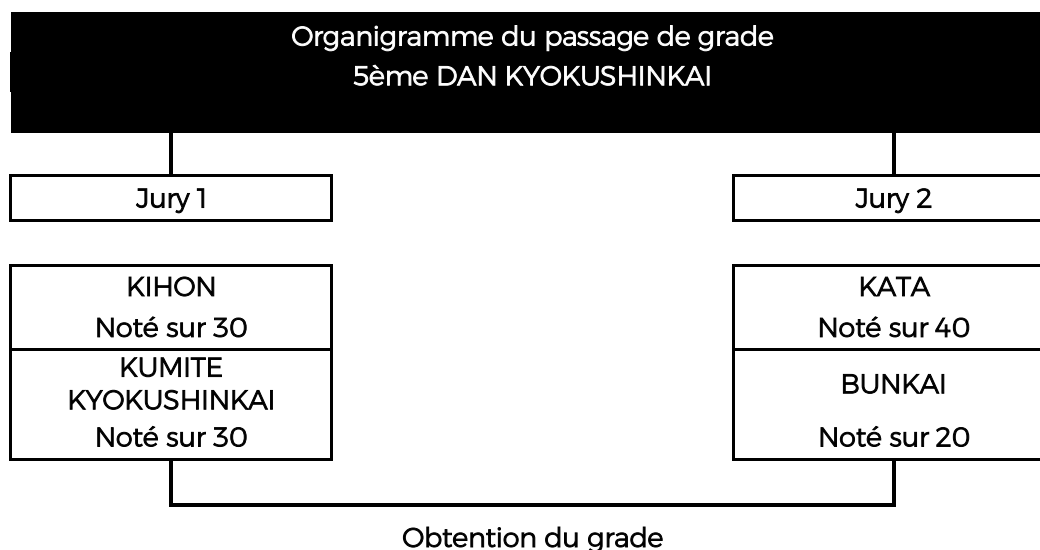 Organigramme du passage de grade
5ème DAN KYOKUSHINKAI
Jury 1
Jury 2
KIHON
Noté sur 30
KUMITE
KYOKUSHINKAI
Noté sur 30
KATA
Noté sur 40
BUNKAI
Noté sur 20
Obtention du grade